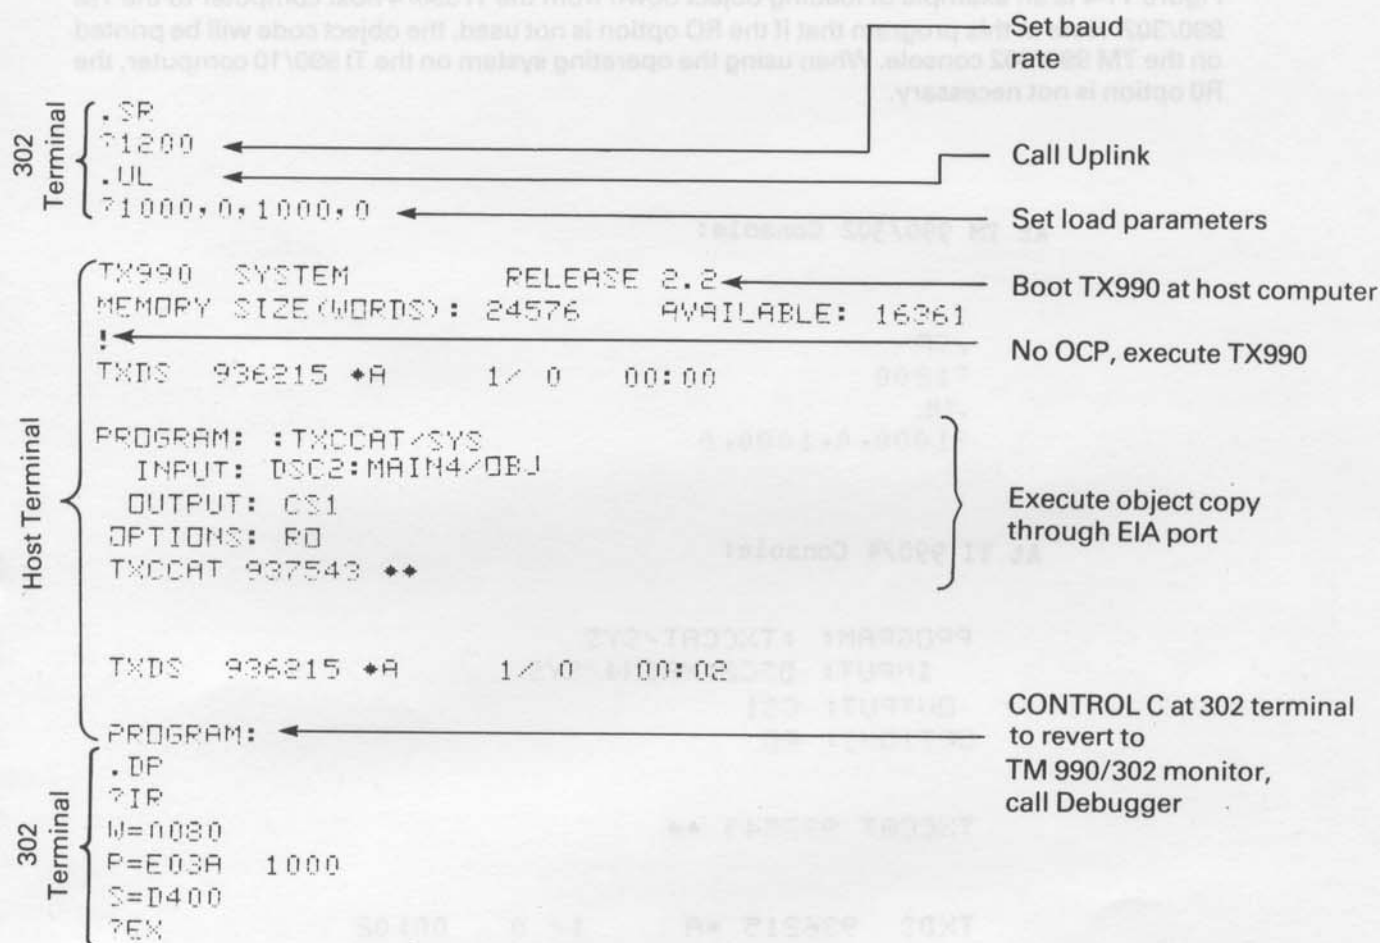 Set baud
rate
302
Terminal
.SP
?1200
.UL
Call Uplink
?1000,0,1000,0
Set load parameters
Host Terminal
TX990 SYSTEM RELEASE 2.2
Boot TX990 at host computer
MEMORY SIZE(WORDS): 24576 AVAILABLE: 16361
!
No OCP, execute TX990
TXDS 936215 *A 1/ 0 00:00
PROGRAM: :TXCCAT/SYS
INPUT: DSC2:MAIN4/OBJ
OUTPUT: CS1
OPTIONS: RO
TXCCAT 937543 **
Execute object copy
through EIA port
TXDS 936215 *A 1/ 0 00:02
PROGRAM:
CONTROL C at 302 terminal
to revert to
TM 990/302 monitor,
call Debugger
302
Terminal
.DP
?IR
W=0080
P=E03A 1000
S=D400
?EX